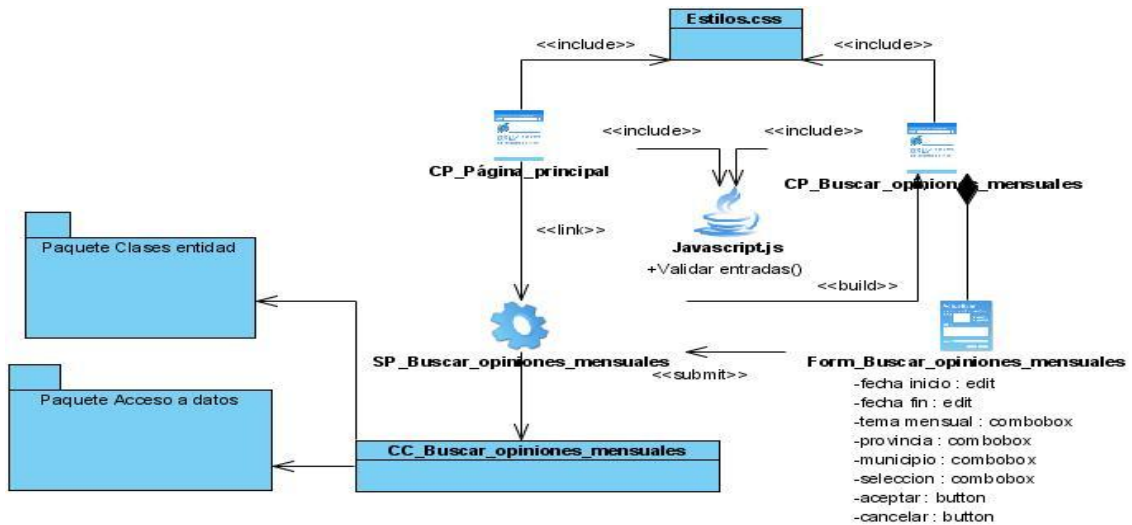 Estilos.css
<<include>>
<<include>>
<<include>>
<<include>>
CP_Página_principal
CP_Buscar_opiniones_mensuales
Paquete Clases entidad
<<link>>
Javascript.js
+Validar entradas()
<<build>>
SP_Buscar_opiniones_mensuales
Form_Buscar_opiniones_mensuales
<<submit>>
-fecha inicio : edit
-fecha fin : edit
-tema mensual : combobox
-provincia : combobox
-municipio : combobox
-seleccion : combobox
-aceptar : button
-cancelar : button
Paquete Acceso a datos
CC_Buscar_opiniones_mensuales